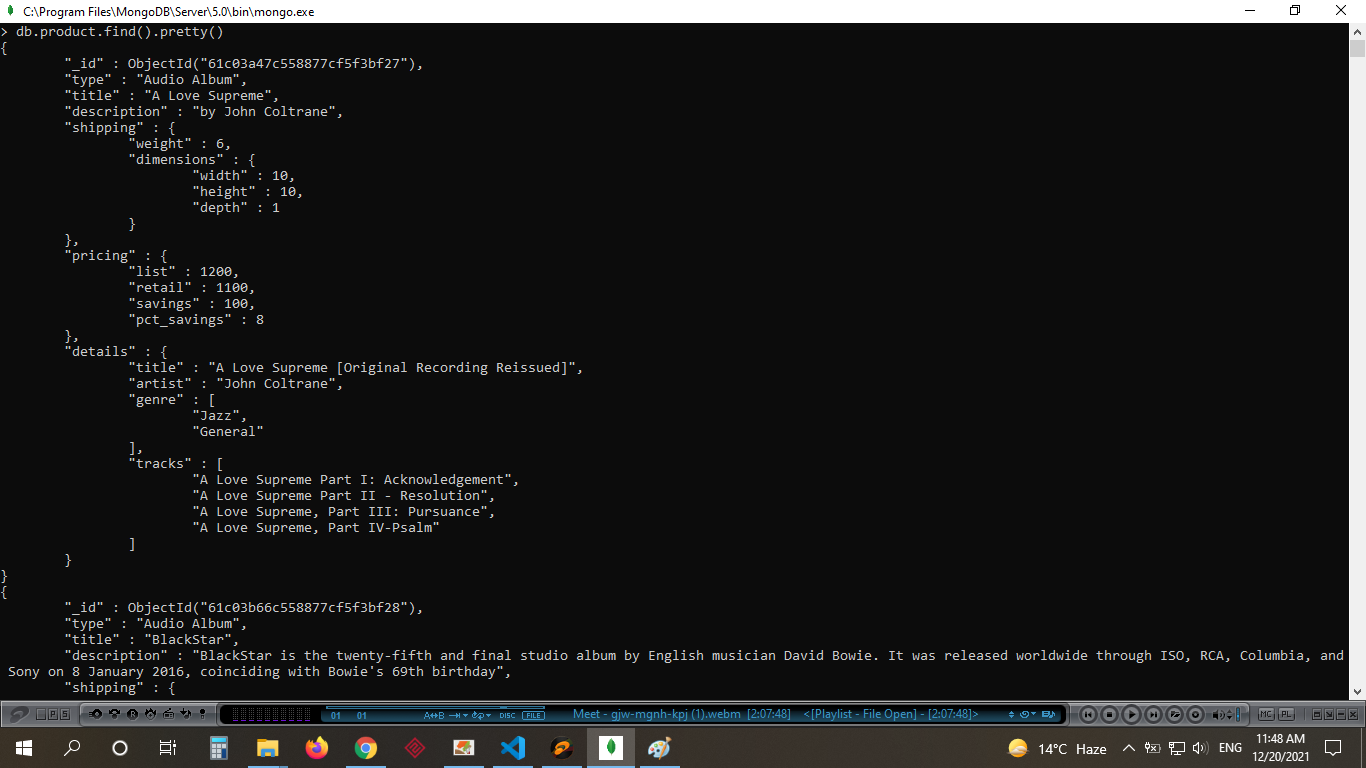 C:\Program Files\MongoDB\Server\5.0\bin\mongo.exe
> db.product.find().pretty()
{
        "_id" : ObjectId("61c03a47c558877cf5f3bf27"),
        "type" : "Audio Album",
        "title" : "A Love Supreme",
        "description" : "by John Coltrane",
        "shipping" : {
                "weight" : 6,
                "dimensions" : {
                        "width" : 10,
                        "height" : 10,
                        "depth" : 1
                }
        },
        "pricing" : {
                "list" : 1200,
                "retail" : 1100,
                "savings" : 100,
                "pct_savings" : 8
        },
        "details" : {
                "title" : "A Love Supreme [Original Recording Reissued]",
                "artist" : "John Coltrane",
                "genre" : [
                        "Jazz",
                        "General"
                ],
                "tracks" : [
                        "A Love Supreme Part I: Acknowledgement",
                        "A Love Supreme Part II - Resolution",
                        "A Love Supreme, Part III: Pursuance",
                        "A Love Supreme, Part IV-Psalm"
                ]
        }
}
{
        "_id" : ObjectId("61c03b66c558877cf5f3bf28"),
        "type" : "Audio Album",
        "title" : "BlackStar",
        "description" : "BlackStar is the twenty-fifth and final studio album by English musician David Bowie. It was released worldwide through ISO, RCA, Columbia, and
 Sony on 8 January 2016, coinciding with Bowie's 69th birthday",
        "shipping" : {
P S R 01 01 A↔B DISC FILE Meet - gjw-mgnh-kpj (1).webm [2:07:48] <[Playlist - File Open] - [2:07:48]> MC PL
14°C Haze ENG 11:48 AM
12/20/2021